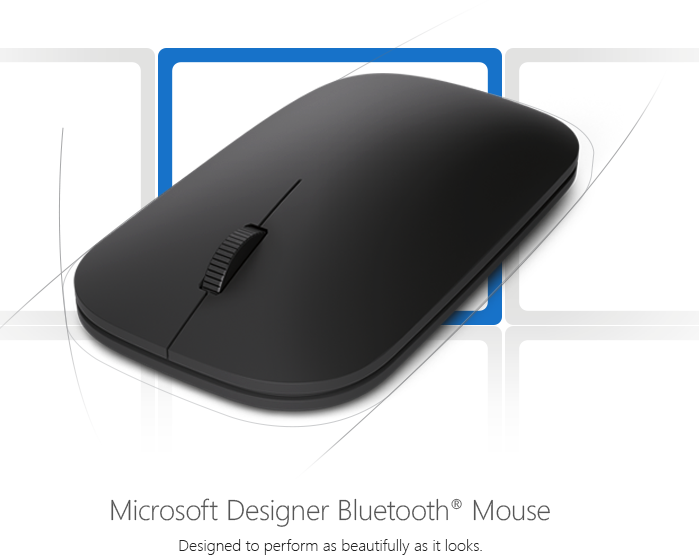 Microsoft Designer Bluetooth® Mouse
Designed to perform as beautifully as it looks.